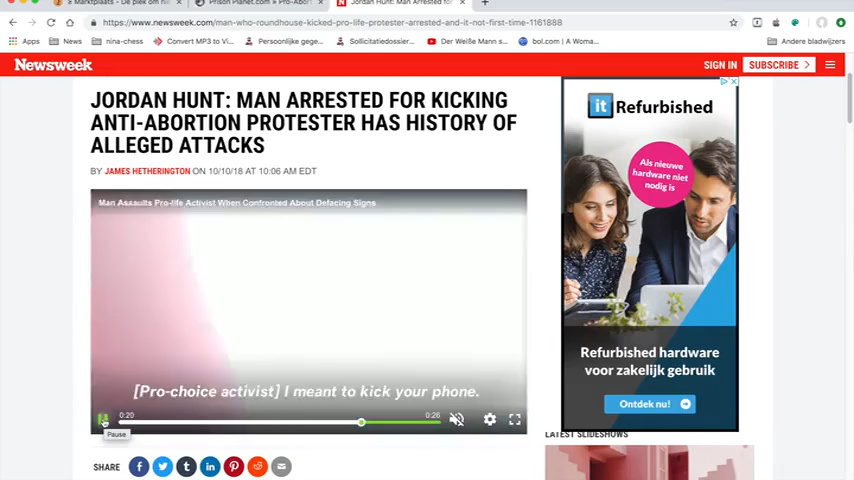 Marktplaats - De plek om n
Prison Planet.com » Pro-Abor
Jordan Hunt: Man Arrested for
https://www.newsweek.com/man-who-roundhouse-kicked-pro-life-protester-arrested-and-it-not-first-time-1161888
Apps
News
nina-chess
Convert MP3 to Vi...
Persoonlijke gege...
Sollicitatiedossier...
Der Weiße Mann s...
bol.com | A Woma...
Andere bladwijzers
Newsweek
SIGN IN
SUBSCRIBE >
JORDAN HUNT: MAN ARRESTED FOR KICKING
ANTI-ABORTION PROTESTER HAS HISTORY OF
ALLEGED ATTACKS
BY JAMES HETHERINGTON ON 10/10/18 AT 10:06 AM EDT
Man Assaults Pro-life Activist When Confronted About Defacing Signs
[Pro-choice activist] I meant to kick your phone.
0:20
0:26
Pause
SHARE
it Refurbished
Als nieuwe
hardware niet
nodig is
Refurbished hardware
voor zakelijk gebruik
Ontdek nu!
LATEST SLIDESHOWS